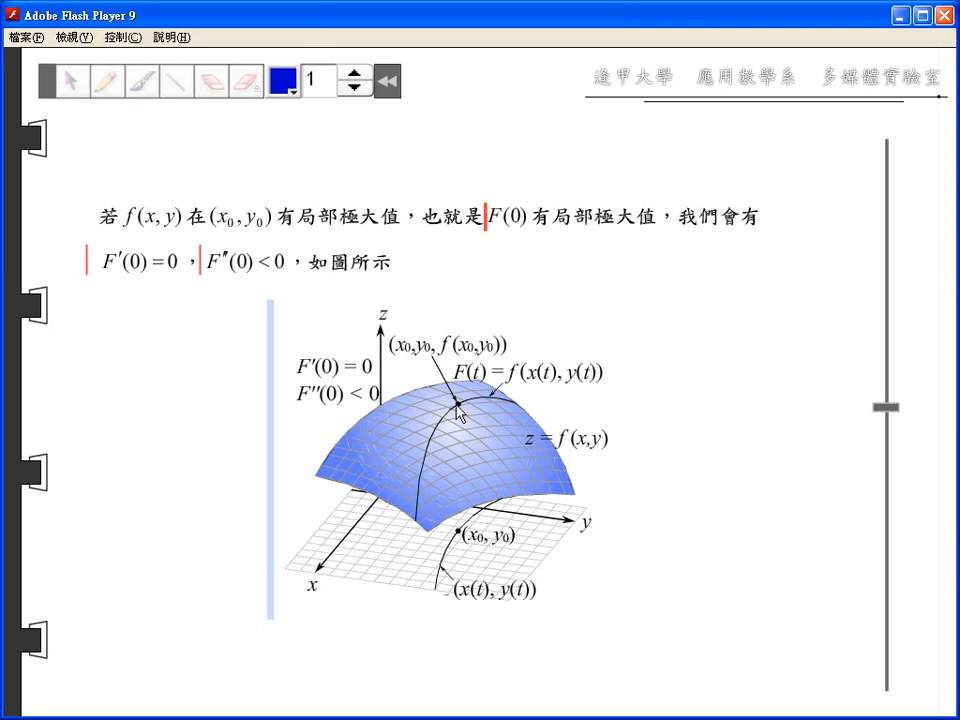 Adobe Flash Player 9
檔案(F) 檢視(V) 控制(C) 說明(H)
1
逢甲大學 應用數學系 多媒體實驗室
若 f(x, y) 在 (x₀, y₀) 有局部極大值，也就是 F(0) 有局部極大值，我們會有
F′(0) = 0，F″(0) < 0，如圖所示
z
(x₀,y₀, f(x₀,y₀))
F'(0) = 0
F(t) = f(x(t), y(t))
F''(0) < 0
z = f(x,y)
y
(x₀, y₀)
x
(x(t), y(t))